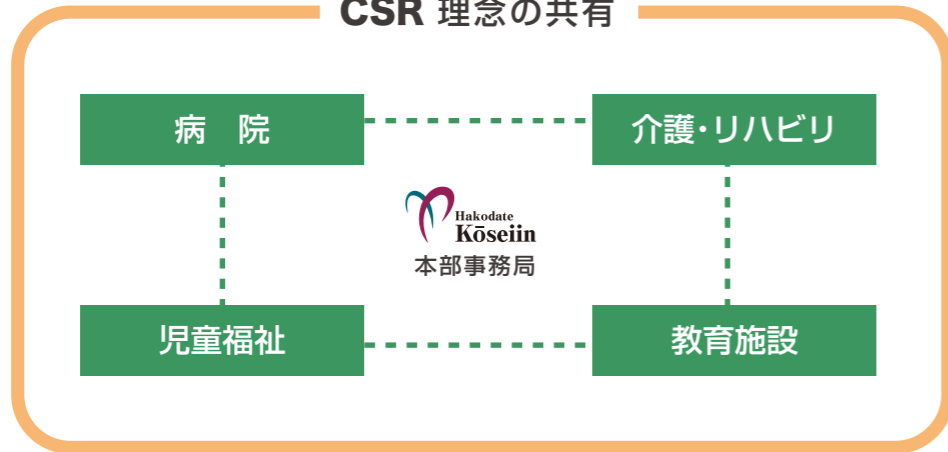 CSR 理念の共有
病　院
介護・リハビリ
Hakodate
Kōseiin
本部事務局
児童福祉
教育施設